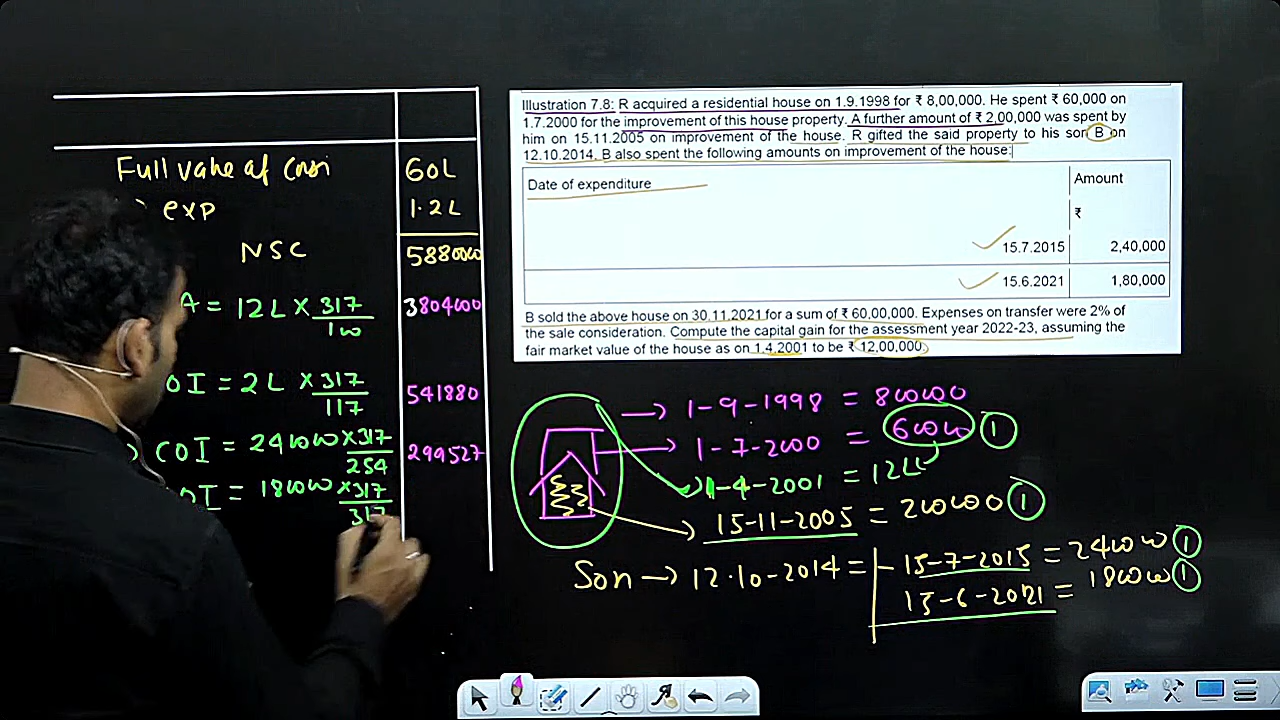 Full value of Consi 60L
exp 1.2L
NSC 5880000
A = 12L × 317/100 3804000
OI = 2L × 317/117 541880
COI = 240000 × 317/254 299527
I = 180000 × 317/317
Illustration 7.8: R acquired a residential house on 1.9.1998 for ₹ 8,00,000. He spent ₹ 60,000 on
1.7.2000 for the improvement of this house property. A further amount of ₹ 2,00,000 was spent by
him on 15.11.2005 on improvement of the house. R gifted the said property to his son B on
12.10.2014. B also spent the following amounts on improvement of the house:
Date of expenditure Amount
₹
15.7.2015 2,40,000
15.6.2021 1,80,000
B sold the above house on 30.11.2021 for a sum of ₹ 60,00,000. Expenses on transfer were 2% of
the sale consideration. Compute the capital gain for the assessment year 2022-23, assuming the
fair market value of the house as on 1.4.2001 to be ₹ 12,00,000.
→ 1-9-1998 = 800000
→ 1-7-2000 = 60000 1
1-4-2001 = 12L
→ 15-11-2005 = 200000 1
Son → 12.10-2014 = - 15-7-2015 = 240000 1
15-6-2021 = 180000 1